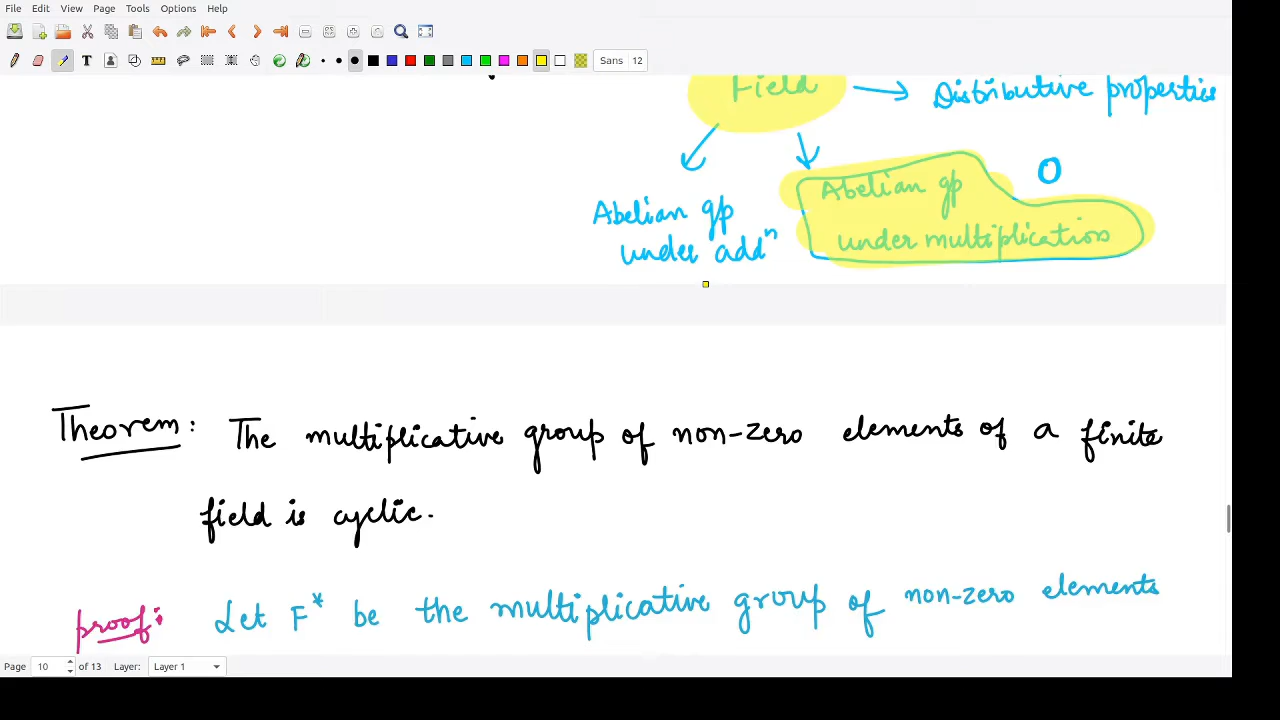 File Edit View Page Tools Options Help
Sans 12
Field → Distributive properties
Abelian gp
under multiplication
0
Abelian gp
under addⁿ
Theorem: The multiplicative group of non-zero elements of a finite
field is cyclic.
proof: Let F* be the multiplicative group of non-zero elements
Page 10 of 13 Layer: Layer 1